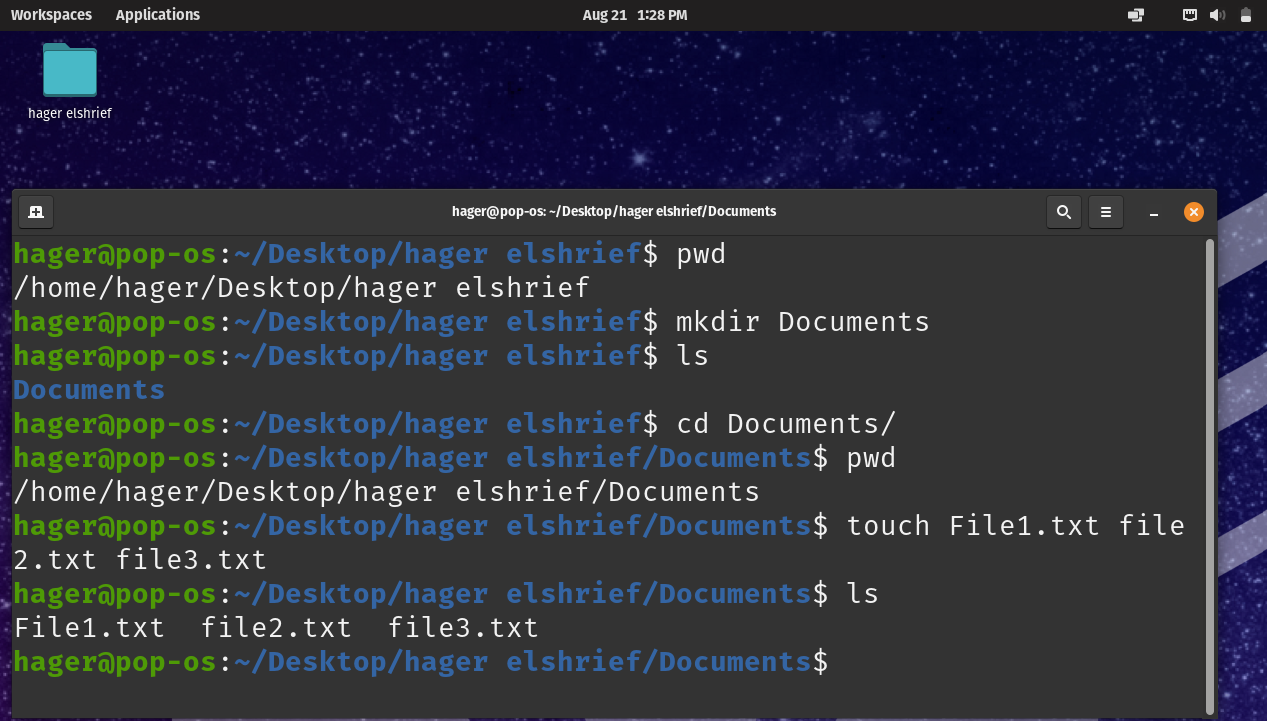 Workspaces Applications Aug 21 1:28 PM
hager elshrief
hager@pop-os: ~/Desktop/hager elshrief/Documents
hager@pop-os:~/Desktop/hager elshrief$ pwd
/home/hager/Desktop/hager elshrief
hager@pop-os:~/Desktop/hager elshrief$ mkdir Documents
hager@pop-os:~/Desktop/hager elshrief$ ls
Documents
hager@pop-os:~/Desktop/hager elshrief$ cd Documents/
hager@pop-os:~/Desktop/hager elshrief/Documents$ pwd
/home/hager/Desktop/hager elshrief/Documents
hager@pop-os:~/Desktop/hager elshrief/Documents$ touch File1.txt file
2.txt file3.txt
hager@pop-os:~/Desktop/hager elshrief/Documents$ ls
File1.txt  file2.txt  file3.txt
hager@pop-os:~/Desktop/hager elshrief/Documents$